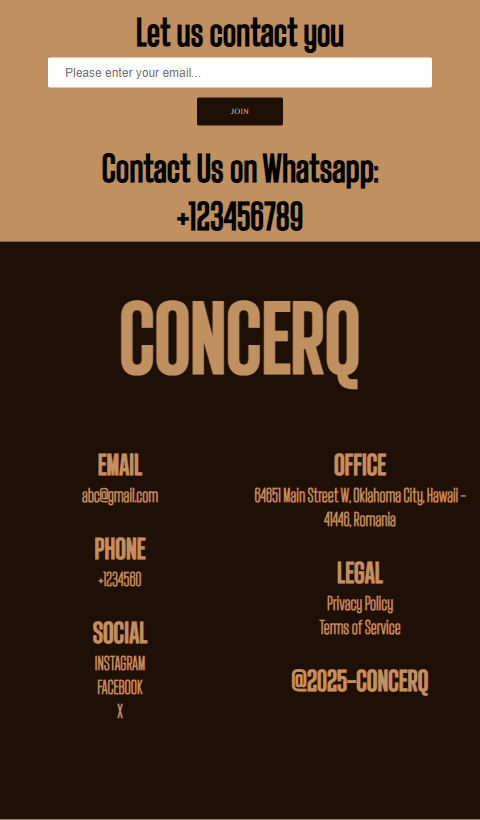 Let us contact you
Please enter your email...
JOIN
Contact Us on Whatsapp:
+123456789
CONCERQ
EMAIL
abc@gmail.com
PHONE
+1234560
SOCIAL
INSTAGRAM
FACEBOOK
X
OFFICE
64651 Main Street W, Oklahoma City, Hawaii –
41446, Romania
LEGAL
Privacy Policy
Terms of Service
@2025–CONCERQ